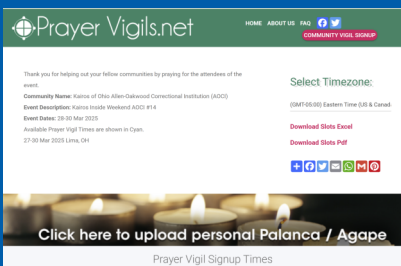 Prayer Vigils.net
HOME ABOUT US FAQ
COMMUNITY VIGIL SIGNUP
Thank you for helping out your fellow communities by praying for the attendees of the
event.
Community Name: Kairos of Ohio Allen-Oakwood Correctional Institution (AOCI)
Event Description: Kairos Inside Weekend AOCI #14
Event Dates: 28-30 Mar 2025
Available Prayer Vigil Times are shown in Cyan.
27-30 Mar 2025 Lima, OH
Select Timezone:
(GMT-05:00) Eastern Time (US & Canad
Download Slots Excel
Download Slots Pdf
Click here to upload personal Palanca / Agape
Prayer Vigil Signup Times